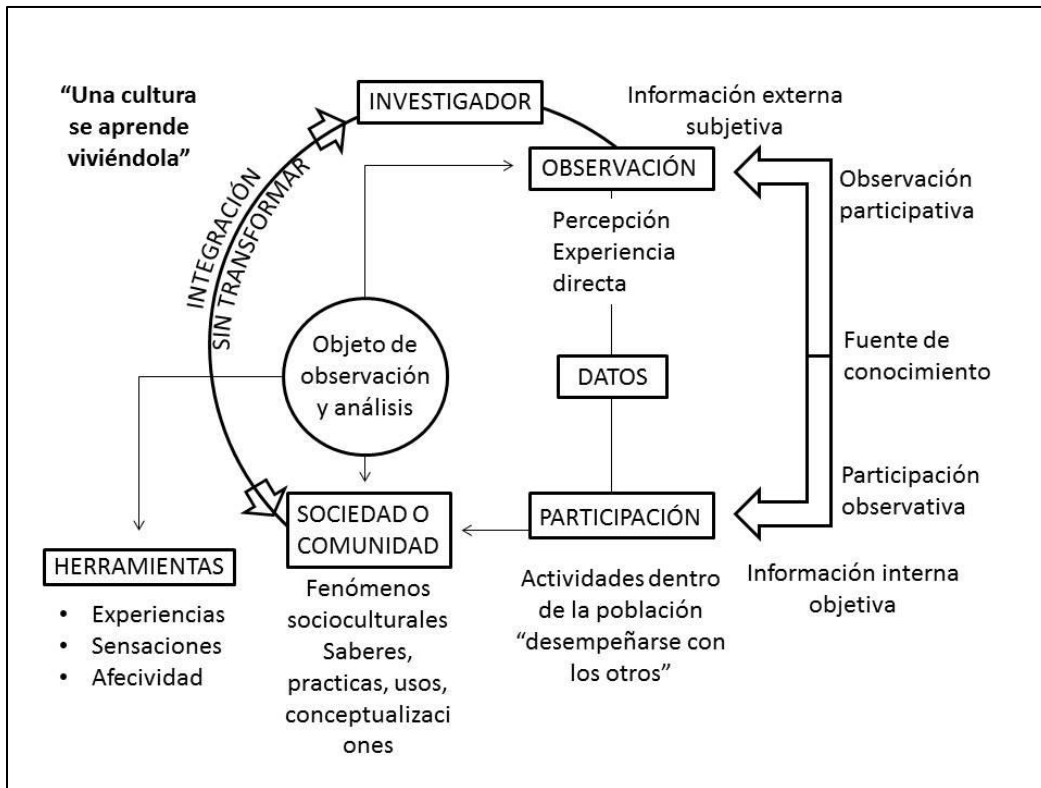 “Una cultura
se aprende
viviéndola”
INTEGRACIÓN
SIN TRANSFORMAR
INVESTIGADOR
Información externa
subjetiva
OBSERVACIÓN
Observación
participativa
Percepción
Experiencia
directa
Objeto de
observación
y análisis
DATOS
Fuente de
conocimiento
Participación
observativa
SOCIEDAD O
COMUNIDAD
PARTICIPACIÓN
HERRAMIENTAS
• Experiencias
• Sensaciones
• Afecividad
Fenómenos
socioculturales
Saberes,
practicas, usos,
conceptualizaci
ones
Actividades dentro
de la población
“desempeñarse con
los otros”
Información interna
objetiva